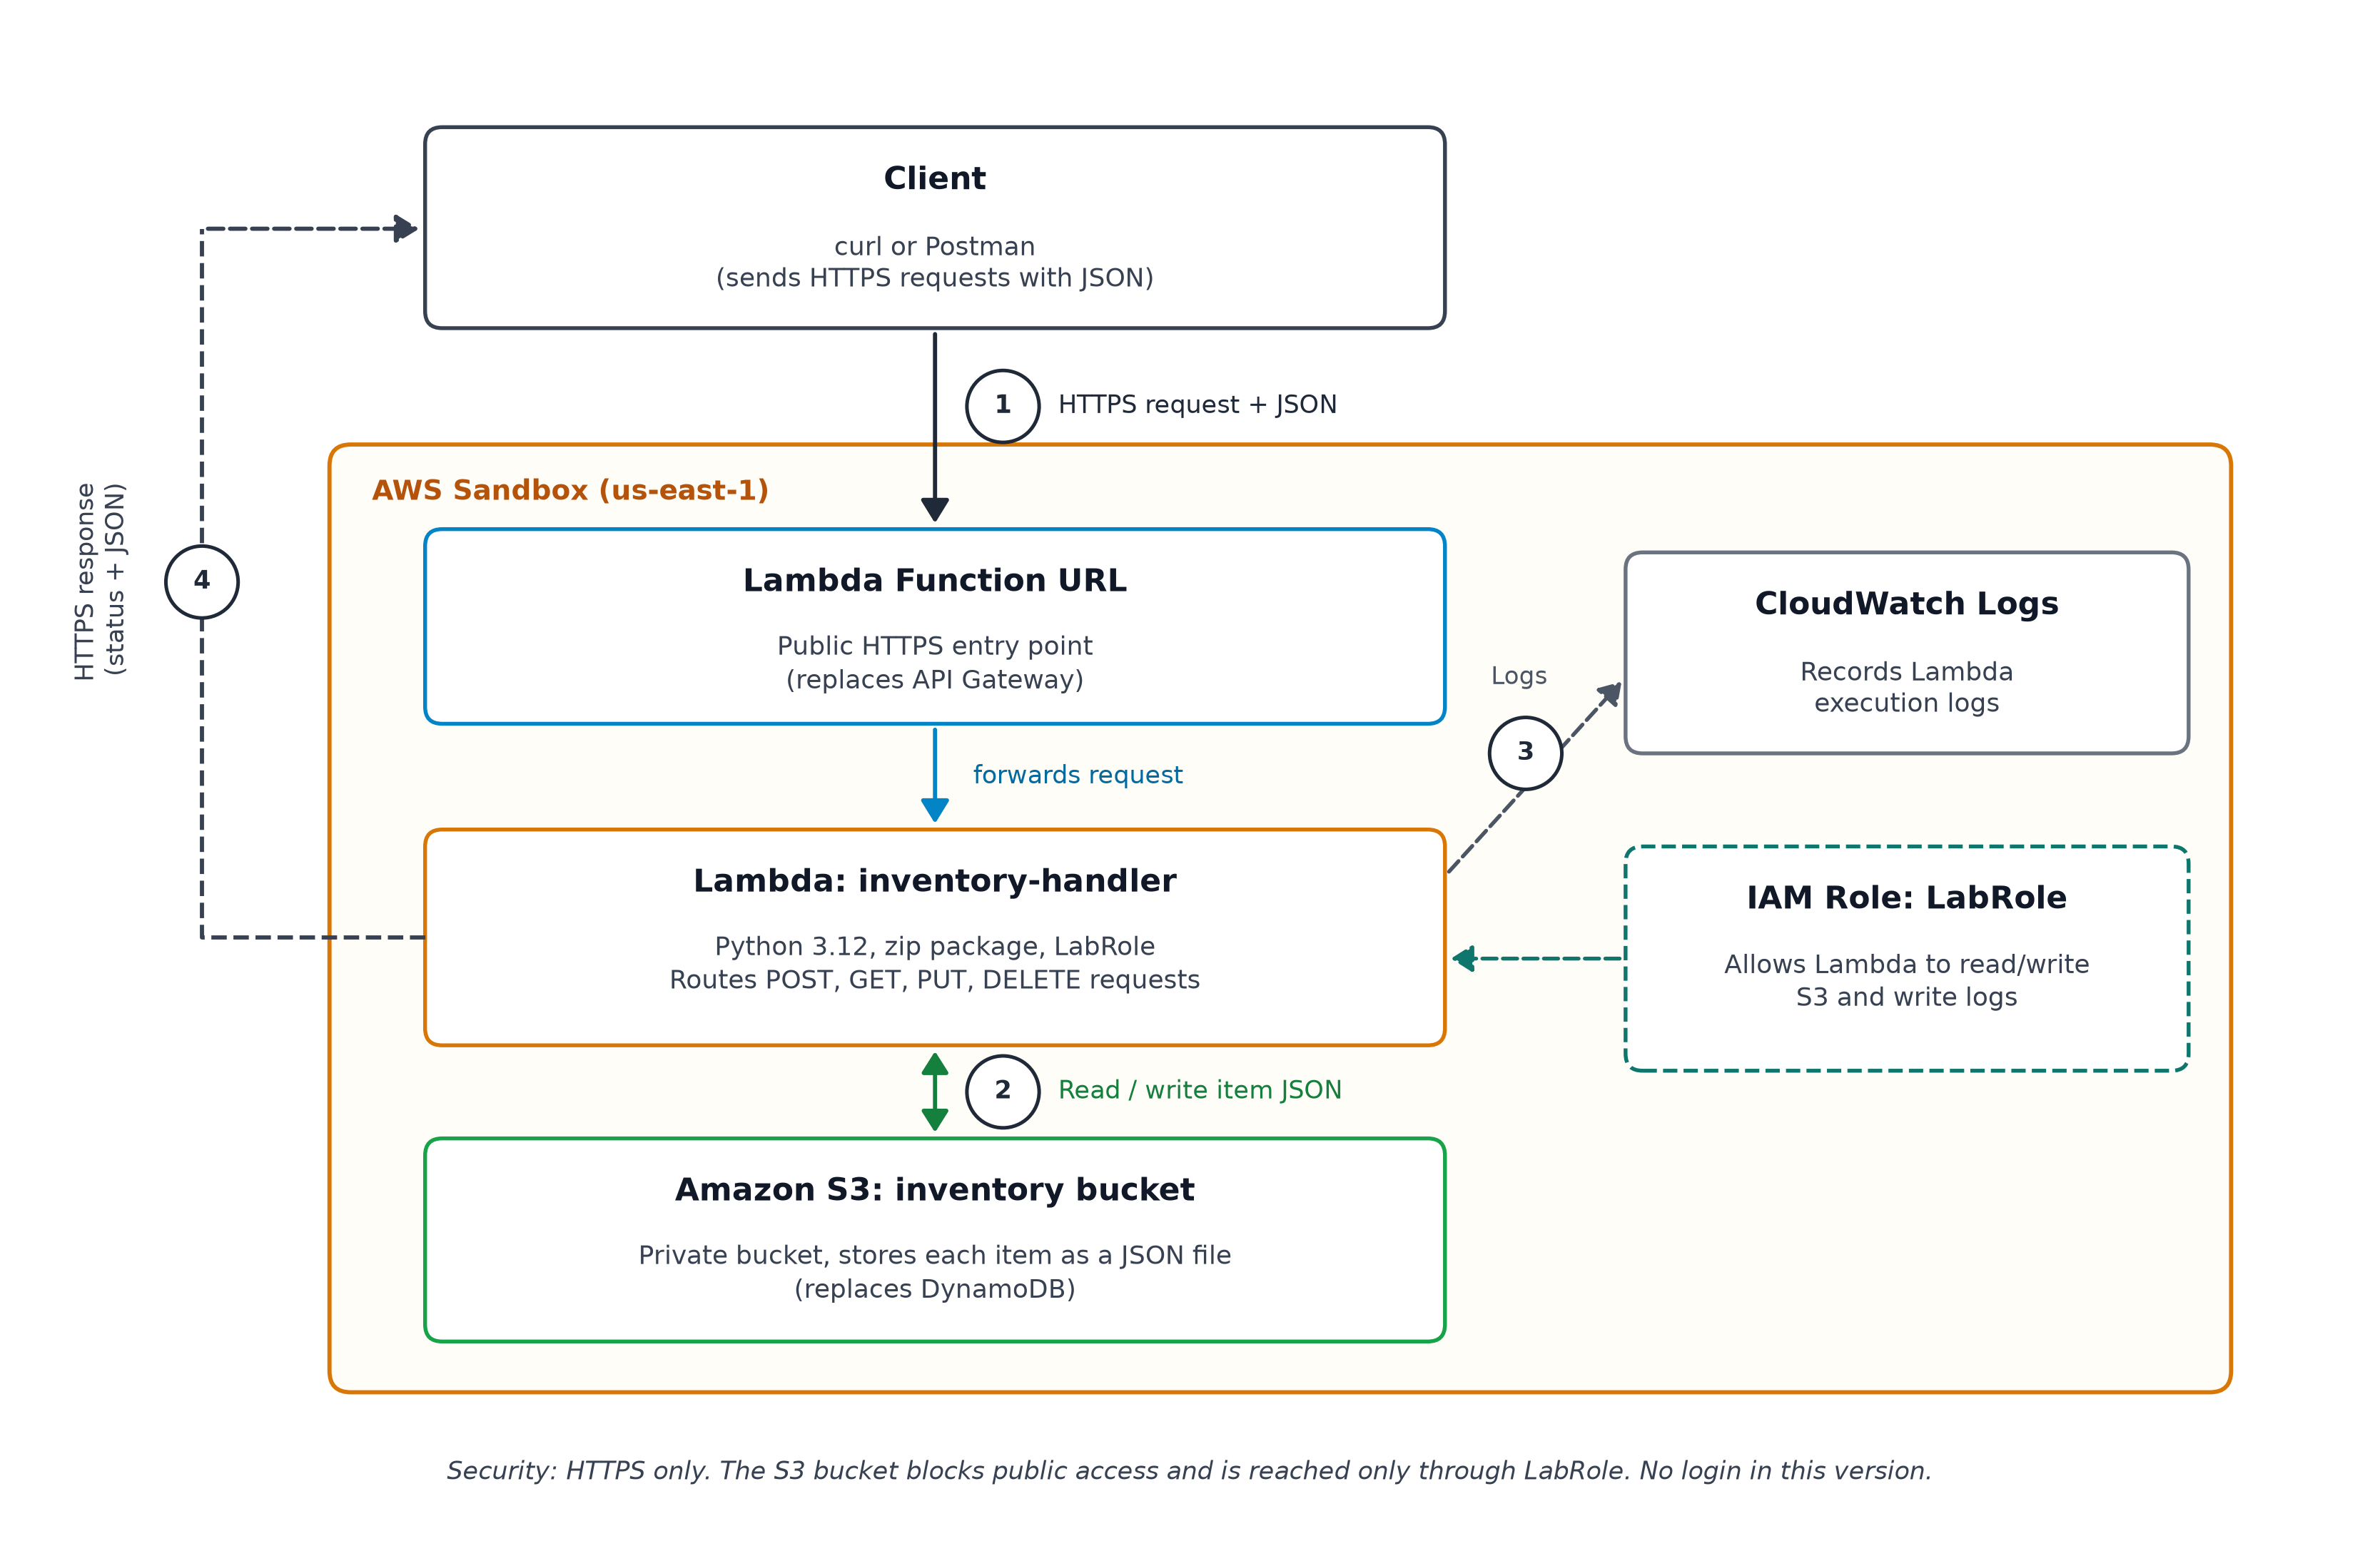 Client
curl or Postman
(sends HTTPS requests with JSON)
1
HTTPS request + JSON
AWS Sandbox (us-east-1)
HTTPS response
(status + JSON)
4
Lambda Function URL
Public HTTPS entry point
(replaces API Gateway)
CloudWatch Logs
Records Lambda
execution logs
Logs
3
forwards request
Lambda: inventory-handler
Python 3.12, zip package, LabRole
Routes POST, GET, PUT, DELETE requests
IAM Role: LabRole
Allows Lambda to read/write
S3 and write logs
2
Read / write item JSON
Amazon S3: inventory bucket
Private bucket, stores each item as a JSON file
(replaces DynamoDB)
Security: HTTPS only. The S3 bucket blocks public access and is reached only through LabRole. No login in this version.